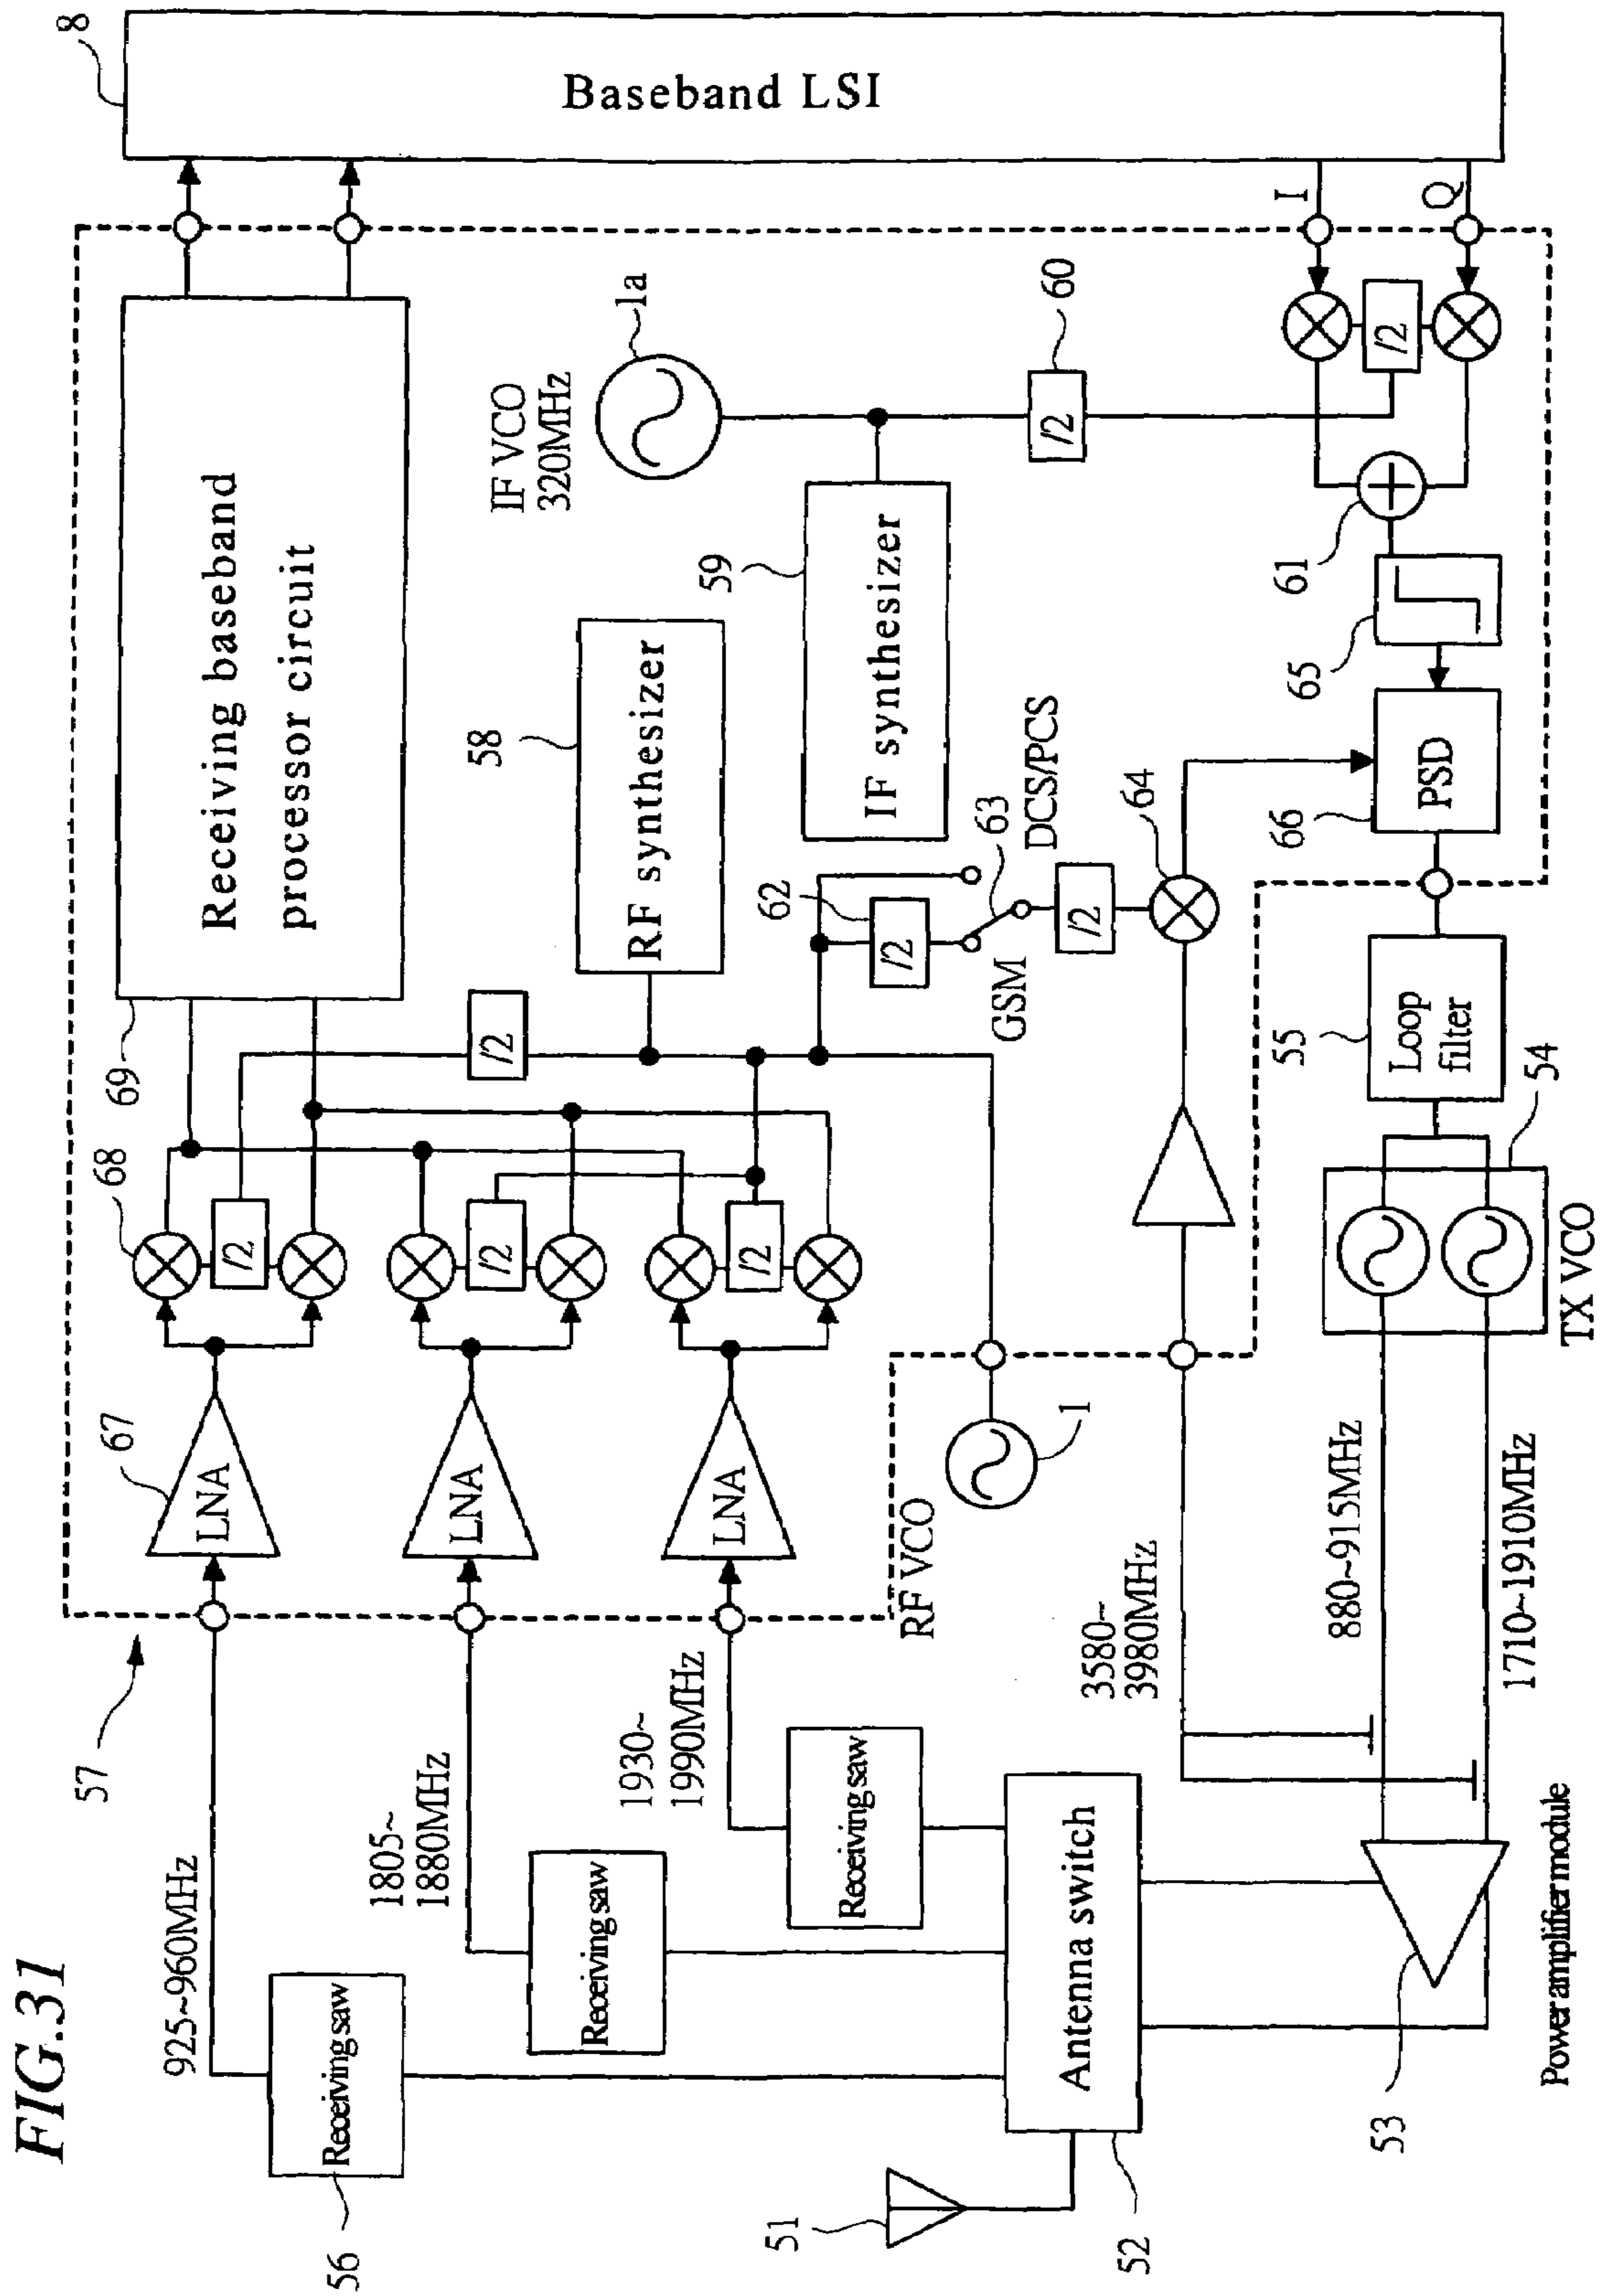 FIG.31
8
Baseband LSI
Receiving baseband
processor circuit
69
IF VCO
320MHz
1a
60
/2
I
Q
/2
61
65
59
IF synthesizer
58
RF synthesizer
62
/2
63
DCS/PCS
GSM
/2
64
66
PSD
55
Loop
filter
54
TX VCO
68
/2
/2
/2
/2
67
LNA
LNA
LNA
RF VCO
1
57
925~960MHz
1805~
1880MHz
1930~
1990MHz
3580~
3980MHz
880~915MHz
1710~1910MHz
Receiving saw
Receiving saw
Receiving saw
56
Antenna switch
51
52
53
Power amplifier module